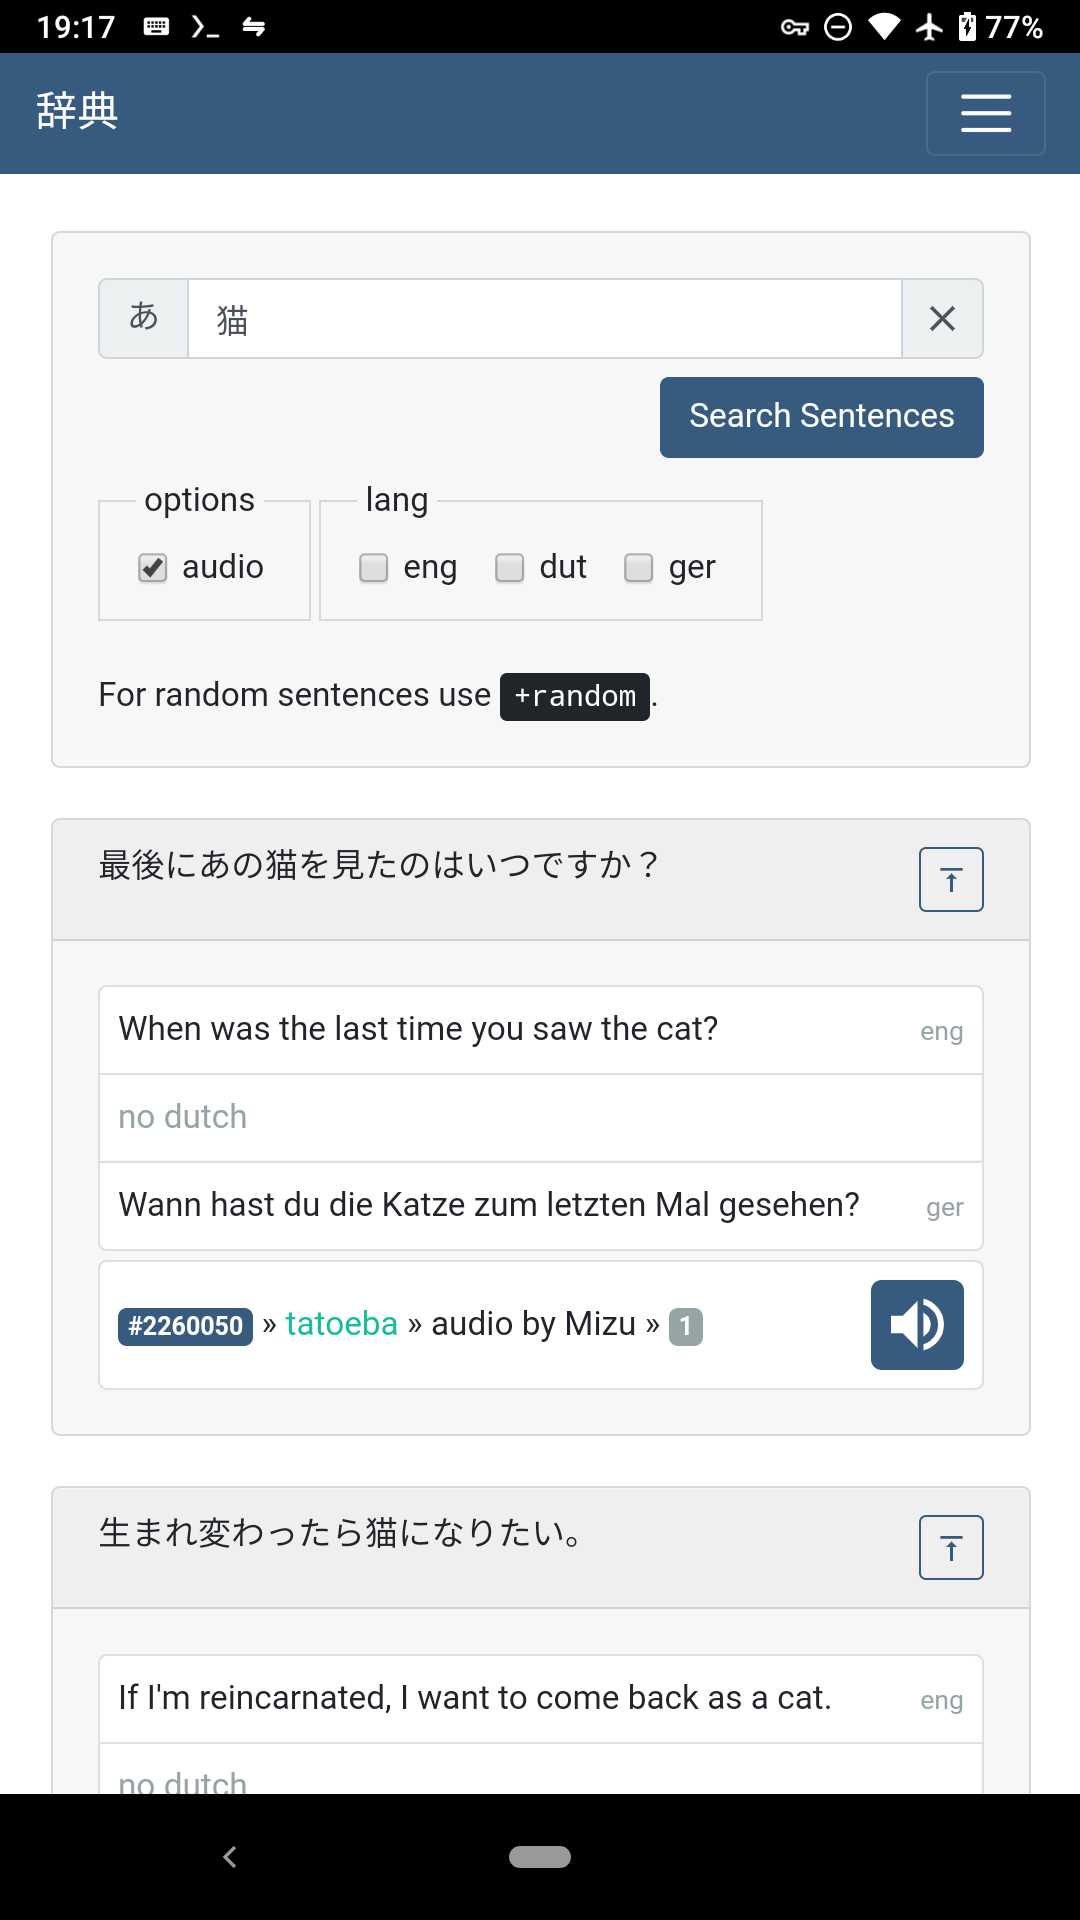 19:17
77%
辞典
あ 猫
Search Sentences
options lang
audio eng dut ger
For random sentences use +random.
最後にあの猫を見たのはいつですか？
When was the last time you saw the cat? eng
no dutch
Wann hast du die Katze zum letzten Mal gesehen? ger
#2260050 » tatoeba » audio by Mizu » 1
生まれ変わったら猫になりたい。
If I'm reincarnated, I want to come back as a cat. eng
no dutch